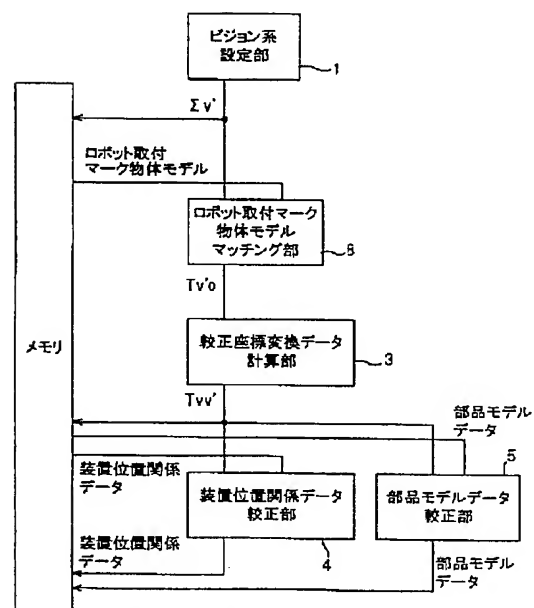 ビジョン系
設定部
1
Σv'
ロボット取付
マーク物体モデル
ロボット取付マーク
物体モデル
マッチング部
8
Tv'o
メモリ
較正座標変換データ
計算部
3
Tvv'
部品モデル
データ
装置位置関係
データ
装置位置関係データ
較正部
4
部品モデルデータ
較正部
5
装置位置関係
データ
部品モデル
データ